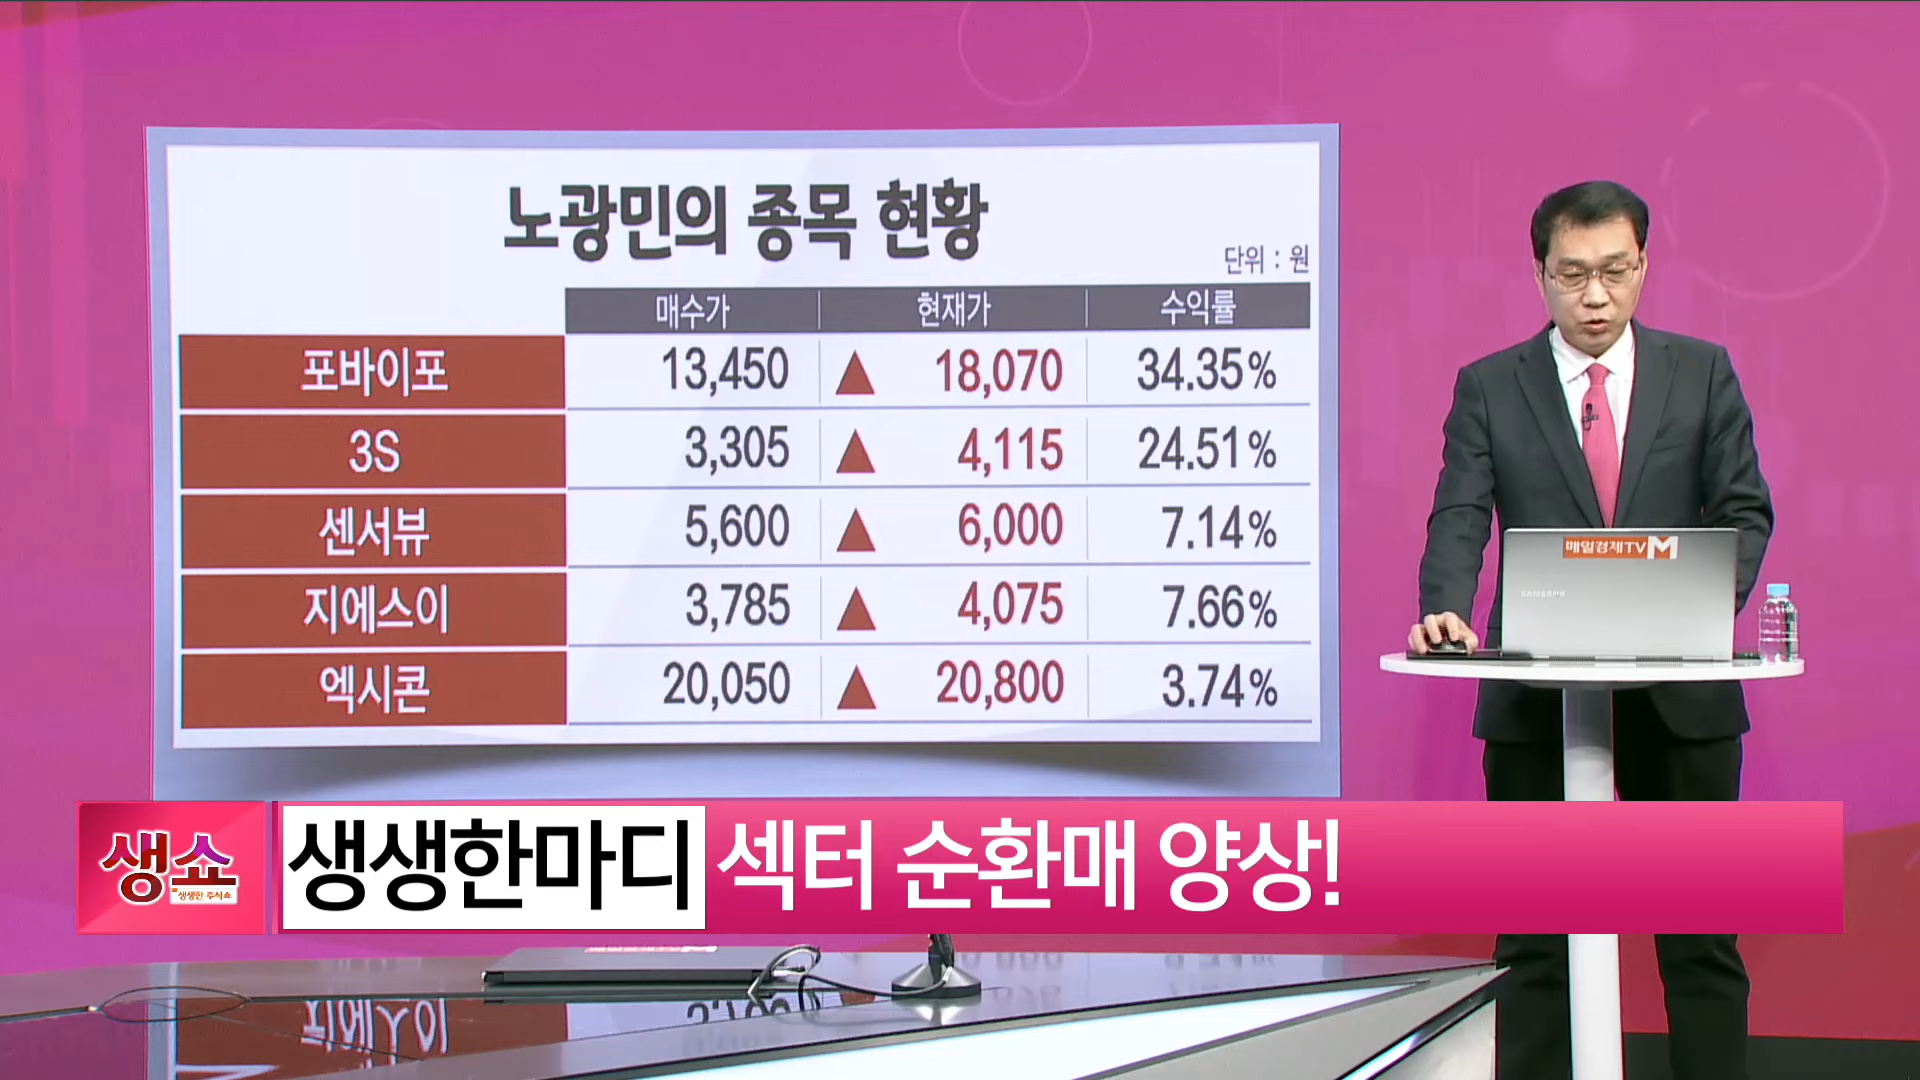 노광민의 종목 현황
단위 : 원
매수가 현재가 수익률
포바이포 13,450 ▲ 18,070 34.35%
3S 3,305 ▲ 4,115 24.51%
센서뷰 5,600 ▲ 6,000 7.14%
지에스이 3,785 ▲ 4,075 7.66%
엑시콘 20,050 ▲ 20,800 3.74%
매일경제TV M
SAMSUNG
생쇼
생생한 주식쇼
생생한마디 섹터 순환매 양상!